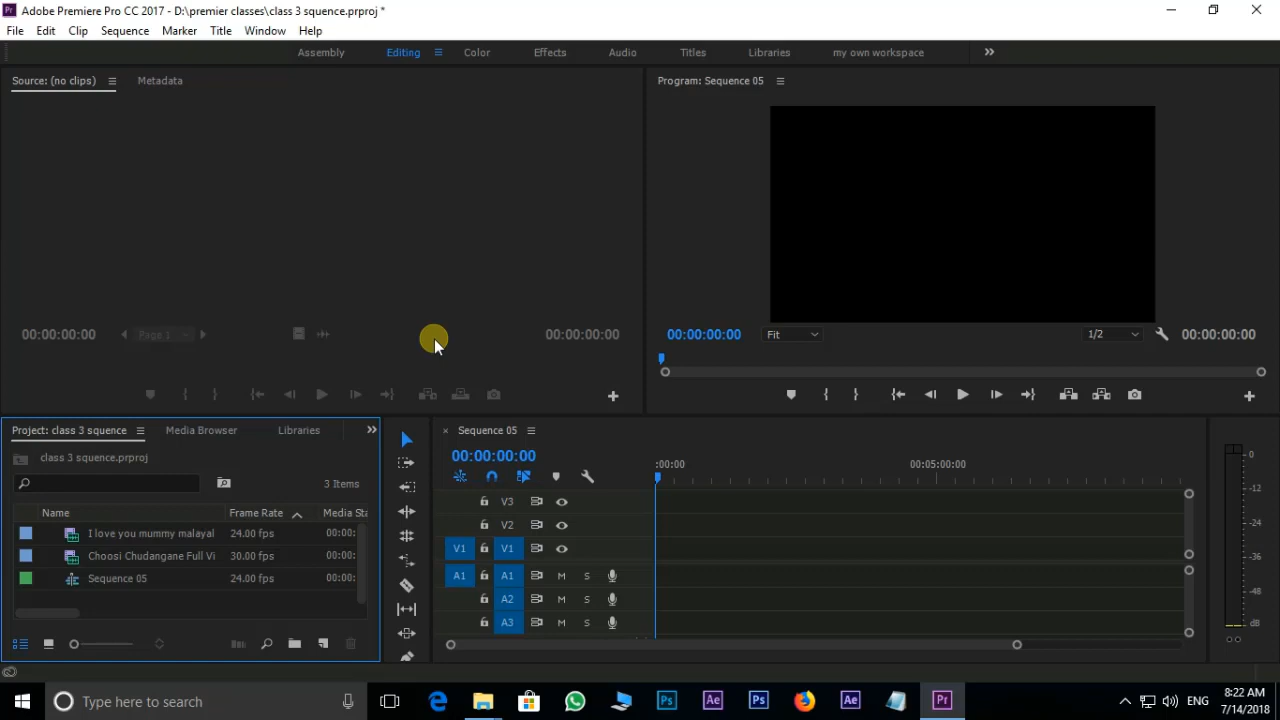 Adobe Premiere Pro CC 2017 - D:\premier classes\class 3 squence.prproj *
File Edit Clip Sequence Marker Title Window Help
Assembly Editing Color Effects Audio Titles Libraries my own workspace
Source: (no clips) Metadata
Program: Sequence 05
00:00:00:00 Page 1 00:00:00:00
00:00:00:00 Fit 1/2 00:00:00:00
Project: class 3 squence Media Browser Libraries
class 3 squence.prproj
3 Items
Name Frame Rate Media Sta
I love you mummy malayal 24.00 fps 00:00:
Choosi Chudangane Full Vi 30.00 fps 00:00:
Sequence 05 24.00 fps 00:00:
Sequence 05
00:00:00:00
:00:00 00:05:00:00
V3
V2
V1 V1
A1 A1 M S
A2 M S
A3 M S
0
-12
-24
-36
-48
dB
Type here to search
ENG
8:22 AM
7/14/2018